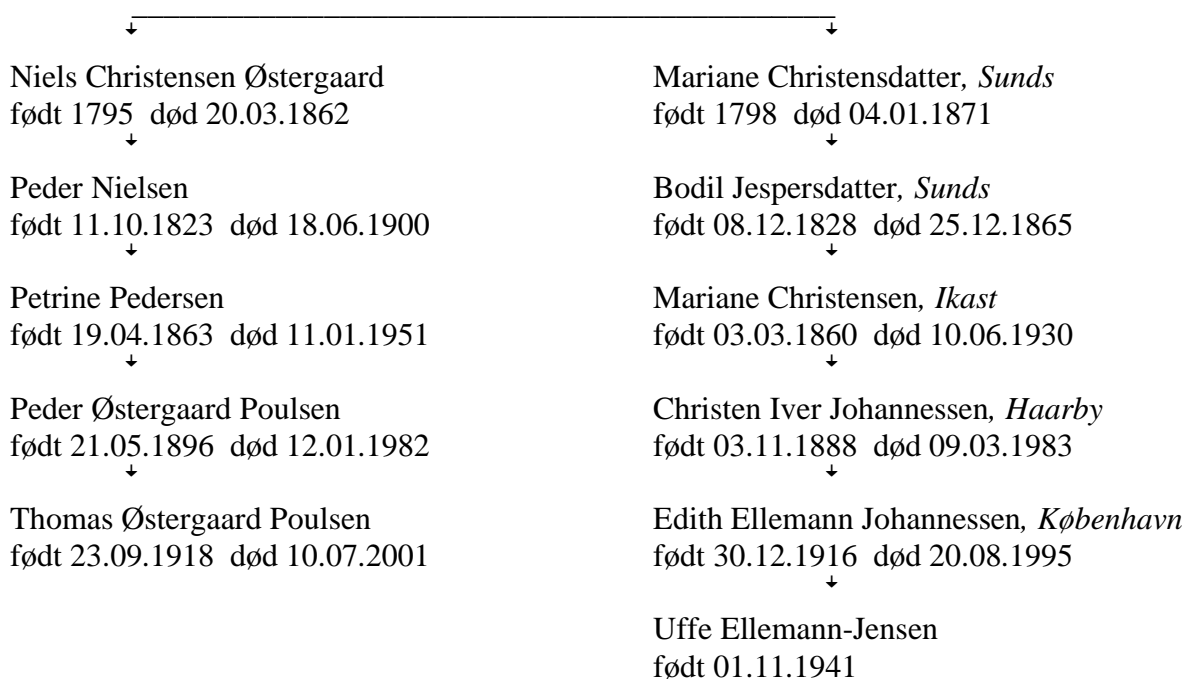 Niels Christensen Østergaard
født 1795  død 20.03.1862
Peder Nielsen
født 11.10.1823  død 18.06.1900
Petrine Pedersen
født 19.04.1863  død 11.01.1951
Peder Østergaard Poulsen
født 21.05.1896  død 12.01.1982
Thomas Østergaard Poulsen
født 23.09.1918  død 10.07.2001
Mariane Christensdatter, Sunds
født 1798  død 04.01.1871
Bodil Jespersdatter, Sunds
født 08.12.1828  død 25.12.1865
Mariane Christensen, Ikast
født 03.03.1860  død 10.06.1930
Christen Iver Johannessen, Haarby
født 03.11.1888  død 09.03.1983
Edith Ellemann Johannessen, København
født 30.12.1916  død 20.08.1995
Uffe Ellemann-Jensen
født 01.11.1941